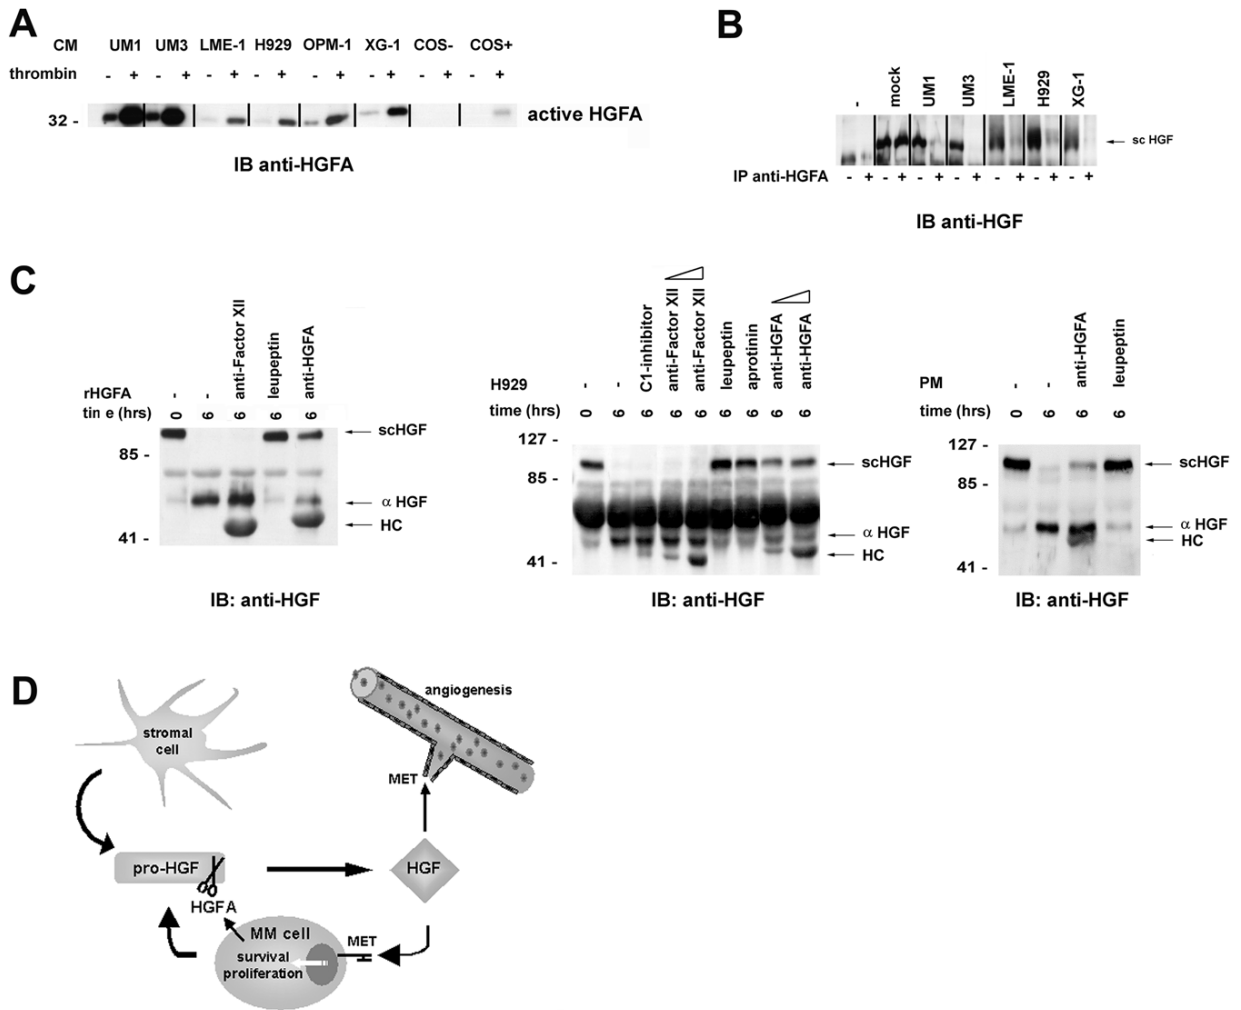 A
CM UM1 UM3 LME-1 H929 OPM-1 XG-1 COS- COS+
thrombin - + - + - + - + - + - + - + - +
32 -
active HGFA
IB anti-HGFA
B
- mock UM1 UM3 LME-1 H929 XG-1
sc HGF
IP anti-HGFA - + - + - + - + - + - + - +
IB anti-HGF
C
rHGFA - - anti-Factor XII leupeptin anti-HGFA
tin e (hrs) 0 6 6 6 6
scHGF
85 -
α HGF
HC
41 -
IB: anti-HGF
H929 - - C1-inhibitor anti-Factor XII anti-Factor XII leupeptin aprotinin anti-HGFA anti-HGFA
time (hrs) 0 6 6 6 6 6 6 6 6
127 -
scHGF
85 -
α HGF
HC
41 -
IB: anti-HGF
PM - - anti-HGFA leupeptin
time (hrs) 0 6 6 6
127 -
scHGF
85 -
α HGF
HC
41 -
IB: anti-HGF
D
stromal
cell
angiogenesis
MET
pro-HGF
HGF
HGFA
MM cell
MET
survival
proliferation